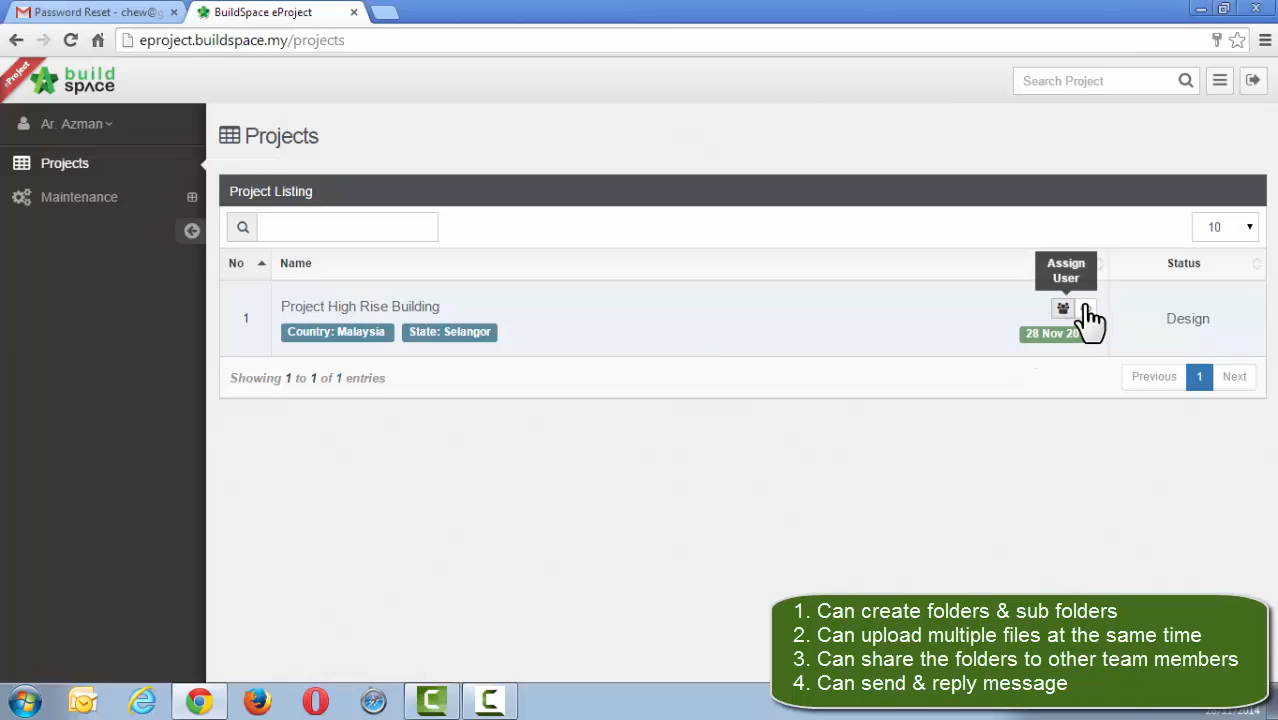 Password Reset - chew@g
BuildSpace eProject
eproject.buildspace.my/projects
eProject
build
space
Search Project
Ar. Azman
Projects
Maintenance
Projects
Project Listing
10
No
Name
Assign
User
Status
1
Project High Rise Building
Country: Malaysia
State: Selangor
28 Nov 20
Design
Showing 1 to 1 of 1 entries
Previous
1
Next
1. Can create folders & sub folders
2. Can upload multiple files at the same time
3. Can share the folders to other team members
4. Can send & reply message
28/11/2014